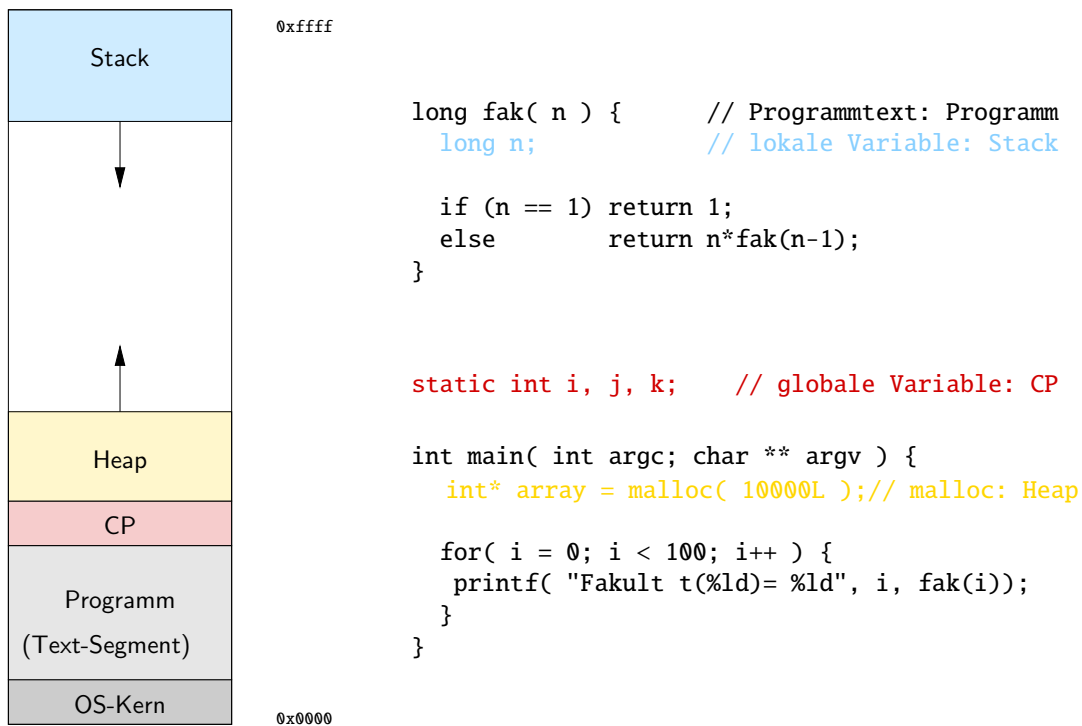 Stack
Heap
CP
Programm
(Text-Segment)
OS-Kern
0xffff
0x0000
long fak( n ) {      // Programmtext: Programm
  long n;            // lokale Variable: Stack
  if (n == 1) return 1;
  else        return n*fak(n-1);
}
static int i, j, k;    // globale Variable: CP
int main( int argc; char ** argv ) {
  int* array = malloc( 10000L );// malloc: Heap
  for( i = 0; i < 100; i++ ) {
   printf( "Fakult t(%ld)= %ld", i, fak(i));
  }
}